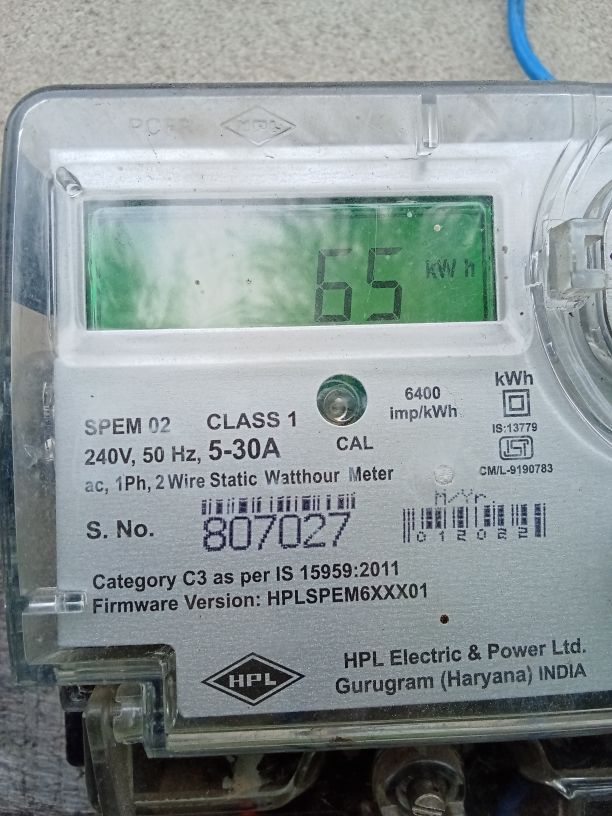 HPL
65 kWh
SPEM 02 CLASS 1
240V, 50 Hz, 5-30A
ac, 1Ph, 2 Wire Static Watthour Meter
CAL
6400
imp/kWh
kWh
IS:13779
ISI
CM/L-9190783
S. No.
807027
M/Yr.
012022
Category C3 as per IS 15959:2011
Firmware Version: HPLSPEM6XXX01
HPL
HPL Electric & Power Ltd.
Gurugram (Haryana) INDIA